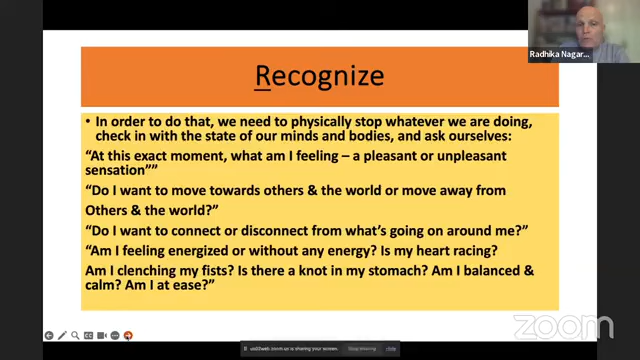 Recognize
• In order to do that, we need to physically stop whatever we are doing,
check in with the state of our minds and bodies, and ask ourselves:
“At this exact moment, what am I feeling – a pleasant or unpleasant
sensation””
“Do I want to move towards others & the world or move away from
Others & the world?”
“Do I want to connect or disconnect from what’s going on around me?”
“Am I feeling energized or without any energy? Is my heart racing?
Am I clenching my fists? Is there a knot in my stomach? Am I balanced &
calm? Am I at ease?”
Radhika Nagar...
zoom
us02web.zoom.us is sharing your screen.
Stop sharing
Hide